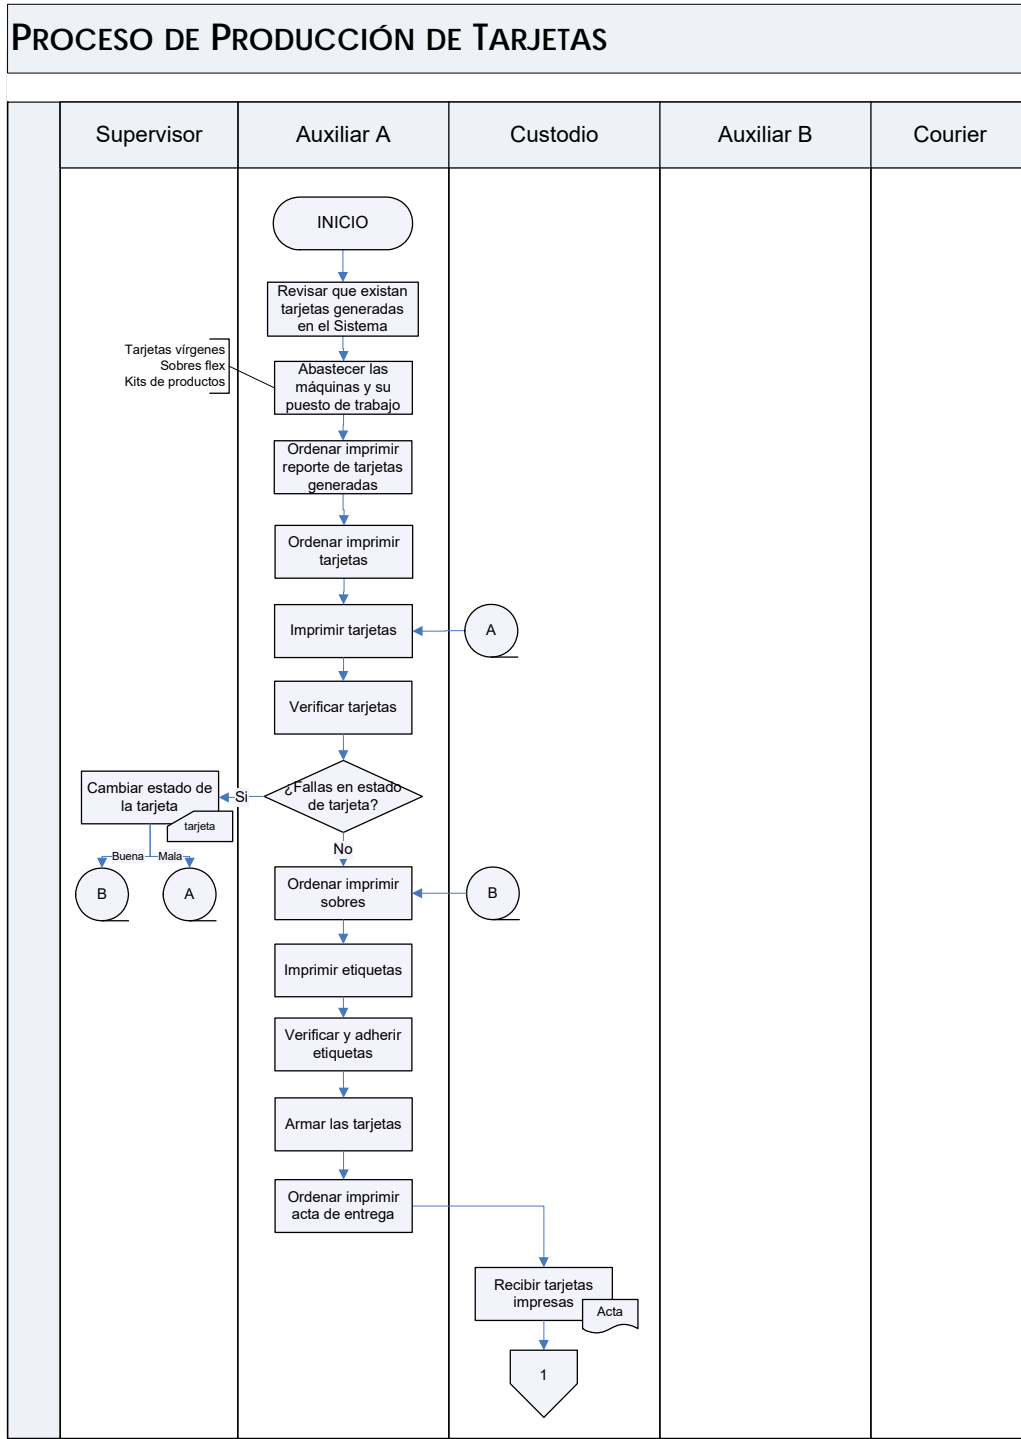 PROCESO DE PRODUCCIÓN DE TARJETAS
Supervisor
Auxiliar A
Custodio
Auxiliar B
Courier
INICIO
Revisar que existan
tarjetas generadas
en el Sistema
Tarjetas vírgenes
Sobres flex
Kits de productos
Abastecer las
máquinas y su
puesto de trabajo
Ordenar imprimir
reporte de tarjetas
generadas
Ordenar imprimir
tarjetas
Imprimir tarjetas
A
Verificar tarjetas
¿Fallas en estado
de tarjeta?
Si
Cambiar estado de
la tarjeta
tarjeta
Buena
Mala
B
A
No
Ordenar imprimir
sobres
B
Imprimir etiquetas
Verificar y adherir
etiquetas
Armar las tarjetas
Ordenar imprimir
acta de entrega
Recibir tarjetas
impresas
Acta
1